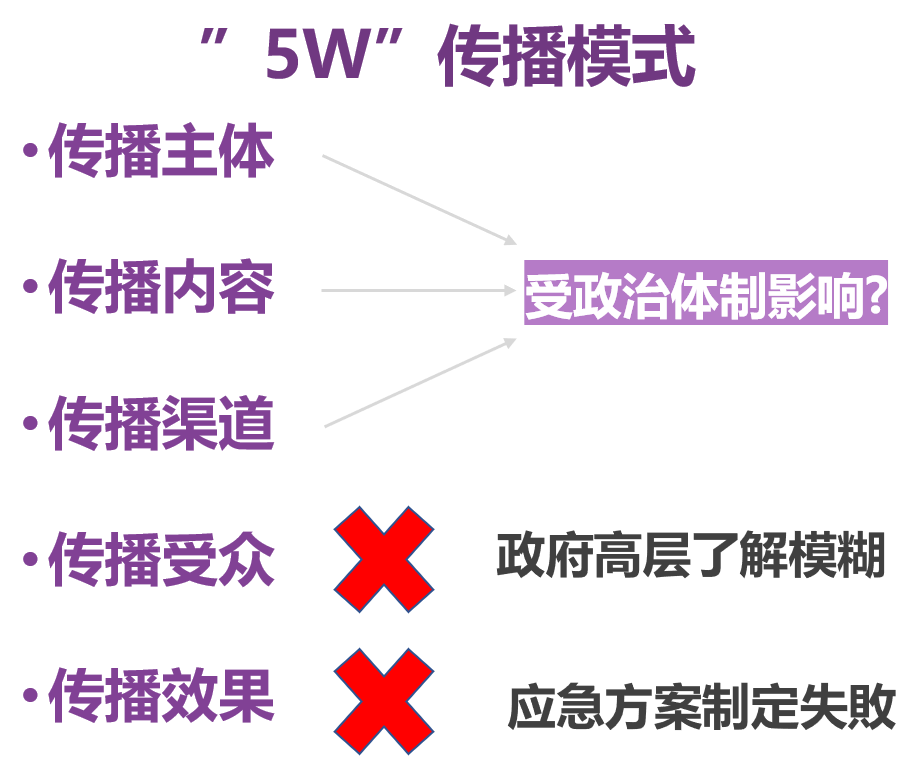 ”5W”传播模式
•传播主体
•传播内容
受政治体制影响?
•传播渠道
•传播受众
政府高层了解模糊
•传播效果
应急方案制定失敗